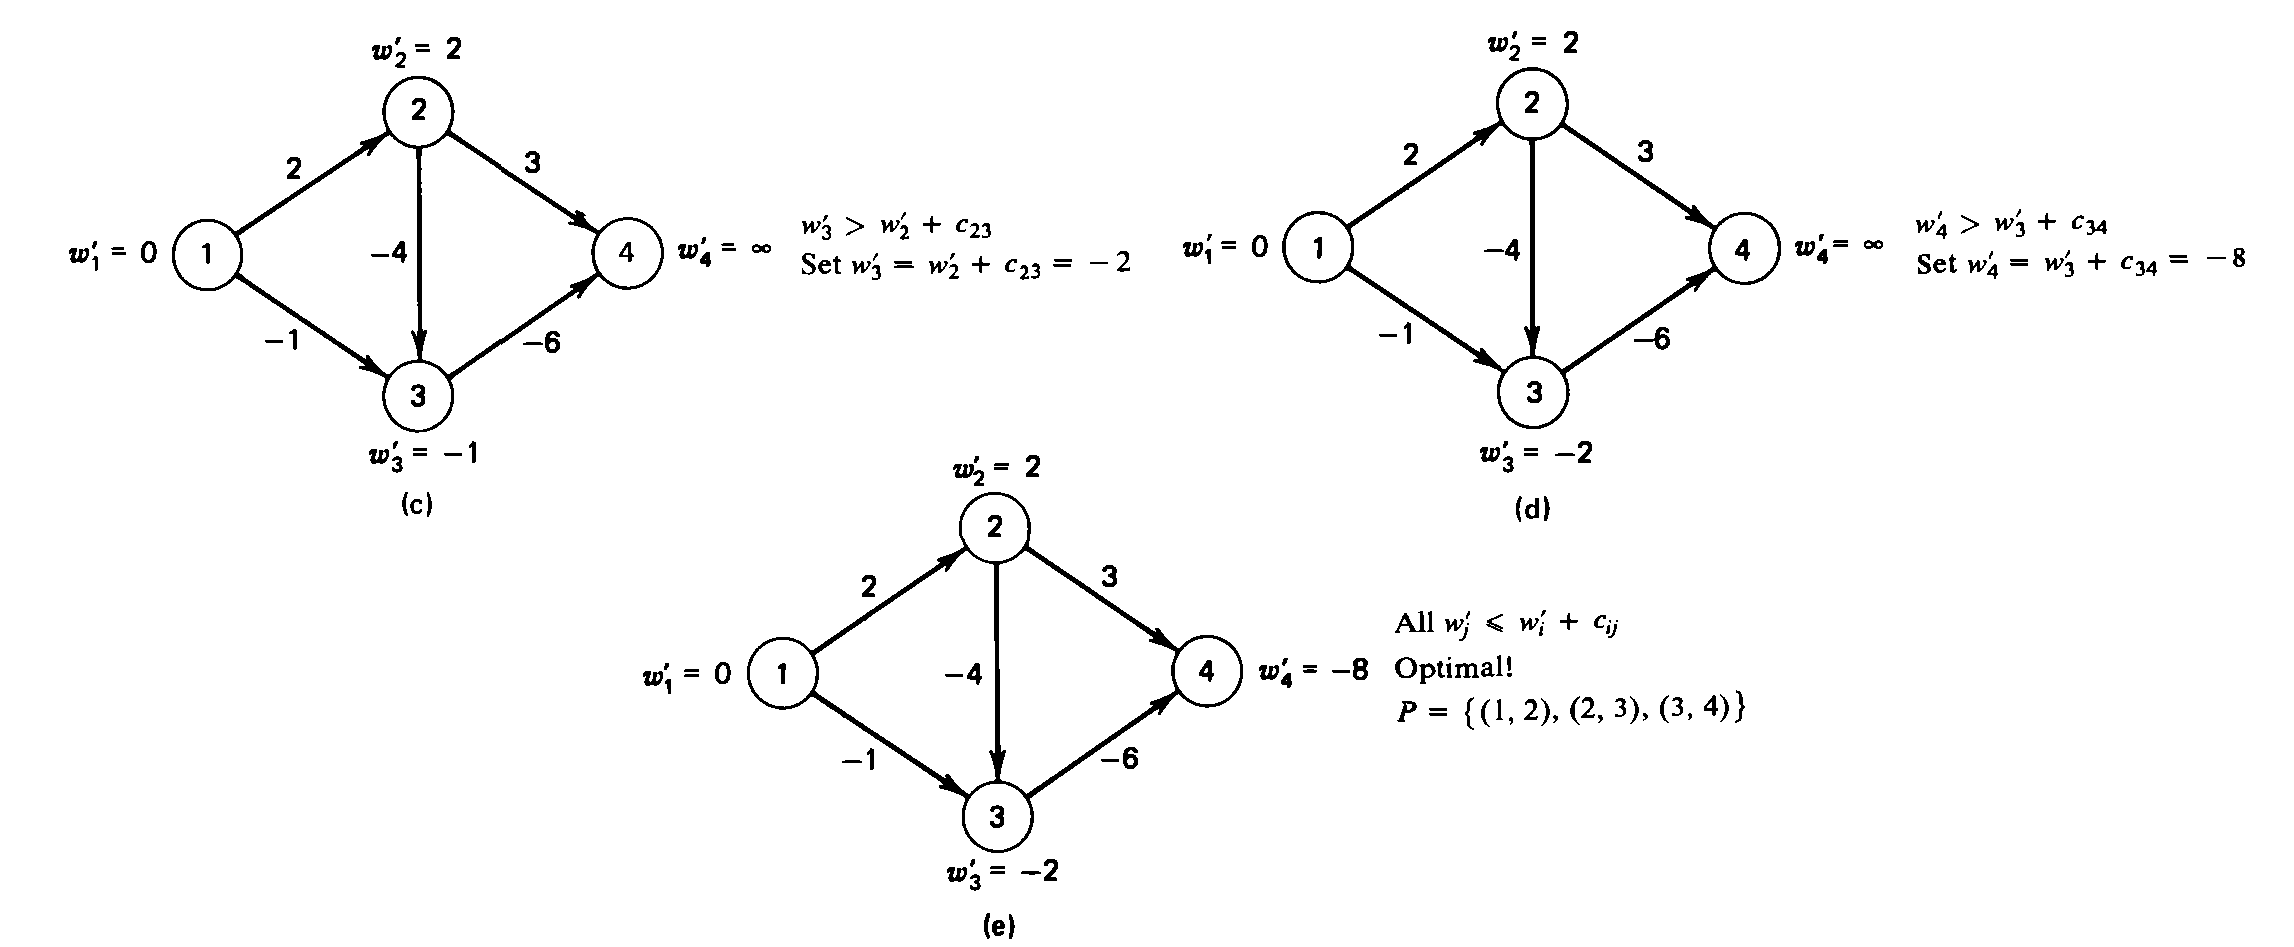 w′₂ = 2
2
2
3
w′₁ = 0
1
−4
4
w′₄ = ∞
−1
−6
3
w′₃ = −1
(c)
w′₃ > w′₂ + c₂₃
Set w′₃ = w′₂ + c₂₃ = −2
w′₂ = 2
2
2
3
w′₁ = 0
1
−4
4
w′₄ = ∞
−1
−6
3
w′₃ = −2
(d)
w′₄ > w′₃ + c₃₄
Set w′₄ = w′₃ + c₃₄ = −8
w′₂ = 2
2
2
3
w′₁ = 0
1
−4
4
w′₄ = −8
−1
−6
3
w′₃ = −2
(e)
All w′ⱼ ⩽ w′ᵢ + cᵢⱼ
Optimal!
P = {(1, 2), (2, 3), (3, 4)}